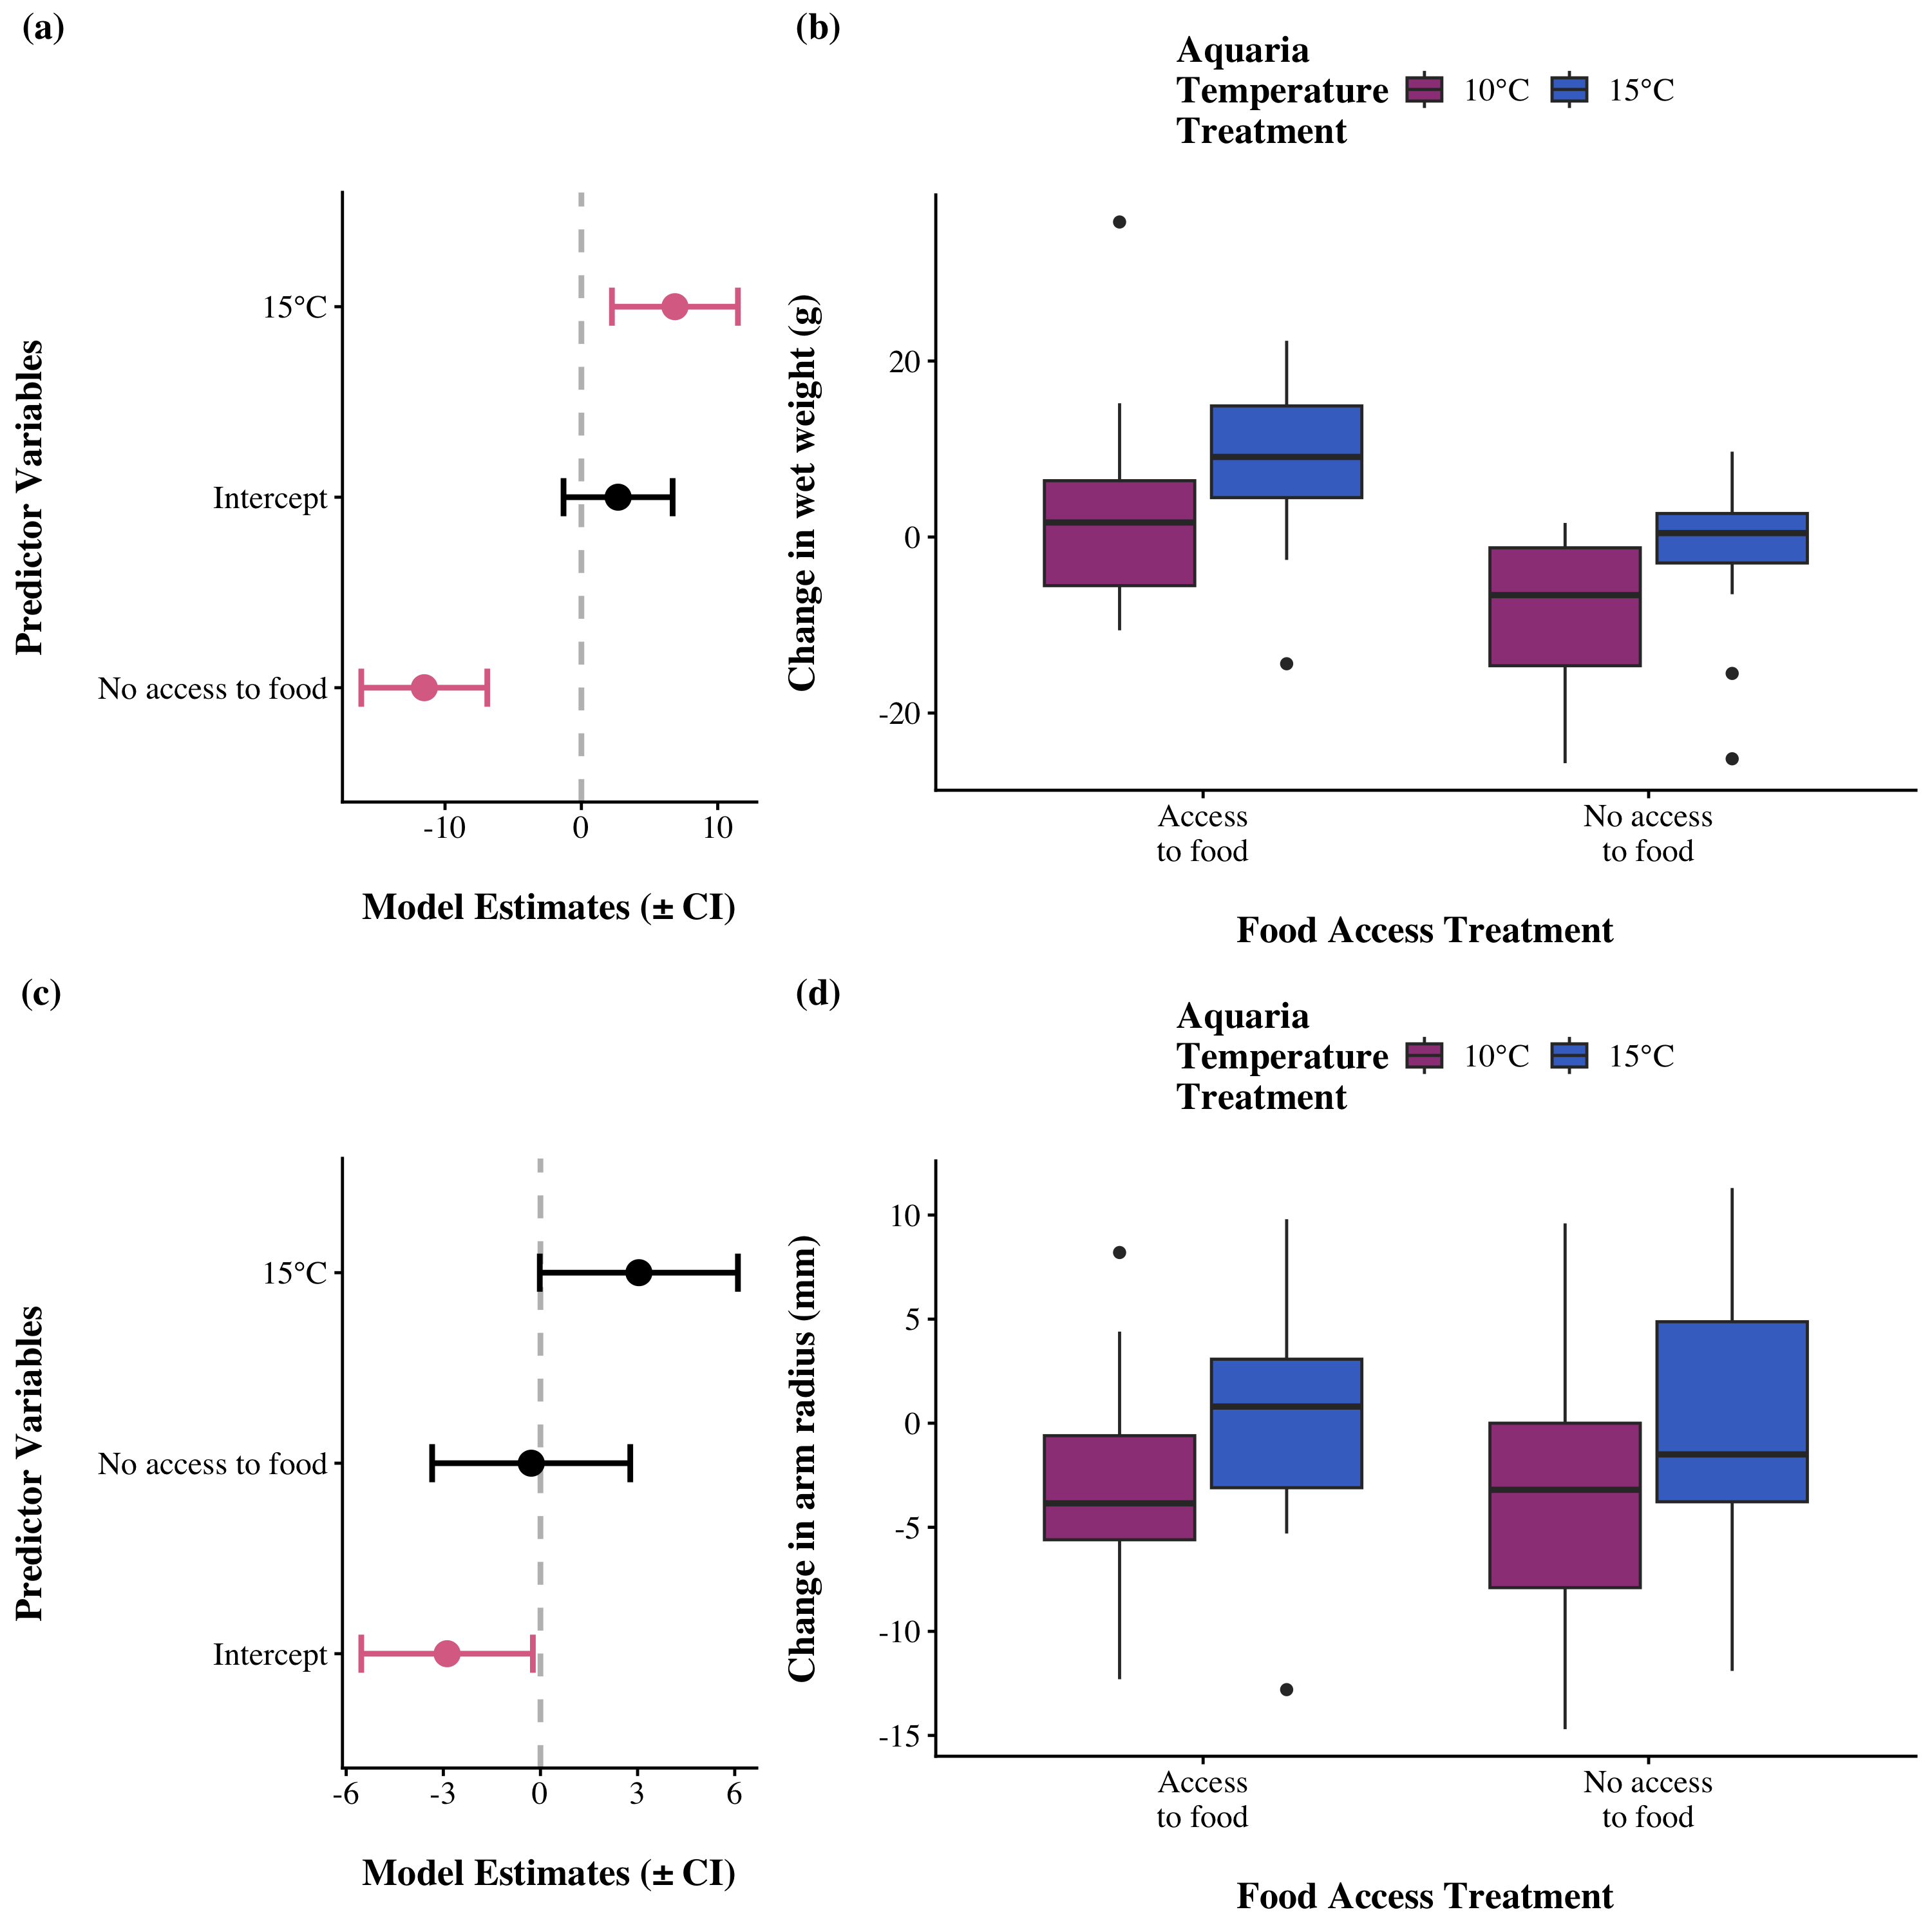 (a)
Predictor Variables
15°C
Intercept
No access to food
-10 0 10
Model Estimates (± CI)
(b)
Aquaria
Temperature
Treatment
10°C 15°C
Change in wet weight (g)
20
0
-20
Access
to food
No access
to food
Food Access Treatment
(c)
Predictor Variables
15°C
No access to food
Intercept
-6 -3 0 3 6
Model Estimates (± CI)
(d)
Aquaria
Temperature
Treatment
10°C 15°C
Change in arm radius (mm)
10
5
0
-5
-10
-15
Access
to food
No access
to food
Food Access Treatment